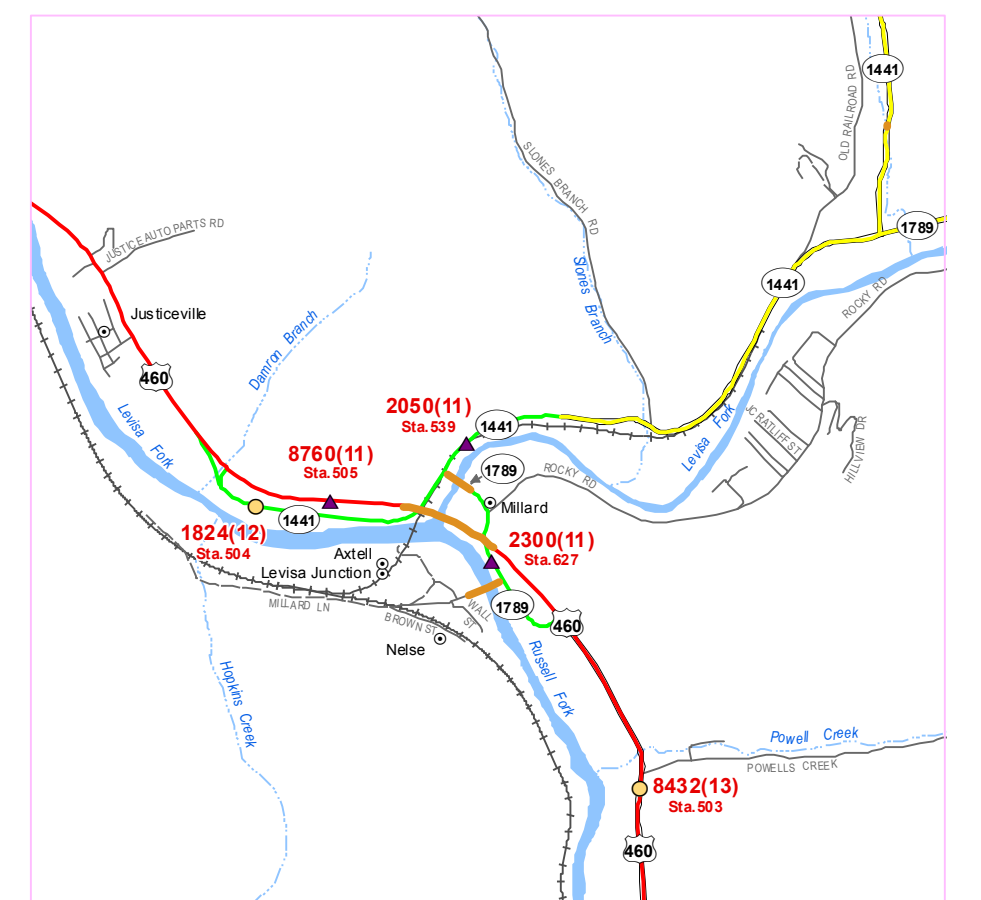 1441
OLD RAILROAD RD
SLONES BRANCH RD
1789
JUSTICE AUTO PARTS RD
Slones Branch
1441
ROCKY RD
Justiceville
Damron Branch
460
Levisa Fork
2050(11)
Sta.539
1441
Levisa Fork
JC RATLIFF ST
HILLVIEW DR
8760(11)
Sta.505
1789
ROCKY RD
Millard
1441
1824(12)
Sta.504
2300(11)
Sta.627
Axtell
Levisa Junction
MILLARD LN
BROWN ST
WALL ST
1789
460
Nelse
Russell Fork
Hopkins Creek
Powell Creek
POWELLS CREEK
8432(13)
Sta.503
460